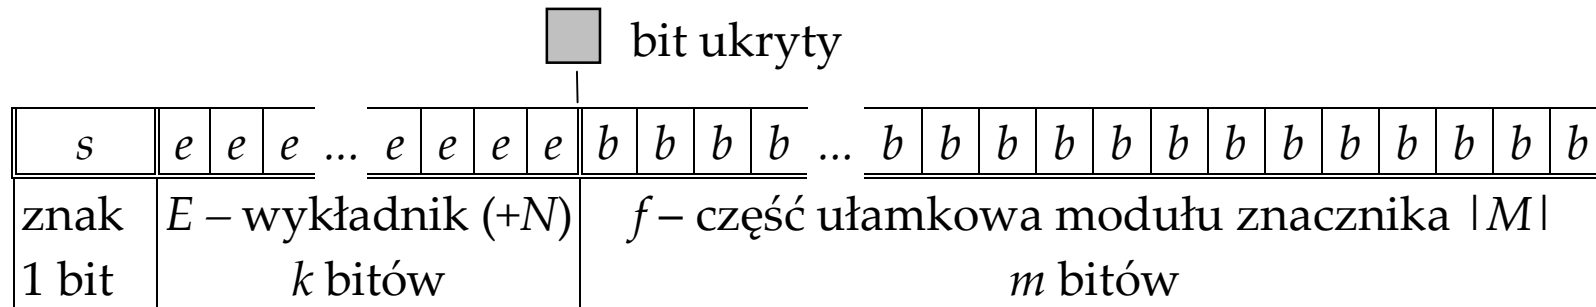 bit ukryty
s e e e ... e e e e b b b b ... b b b b b b b b b b b b b
znak E – wykładnik (+N) f – część ułamkowa modułu znacznika |M|
1 bit k bitów m bitów